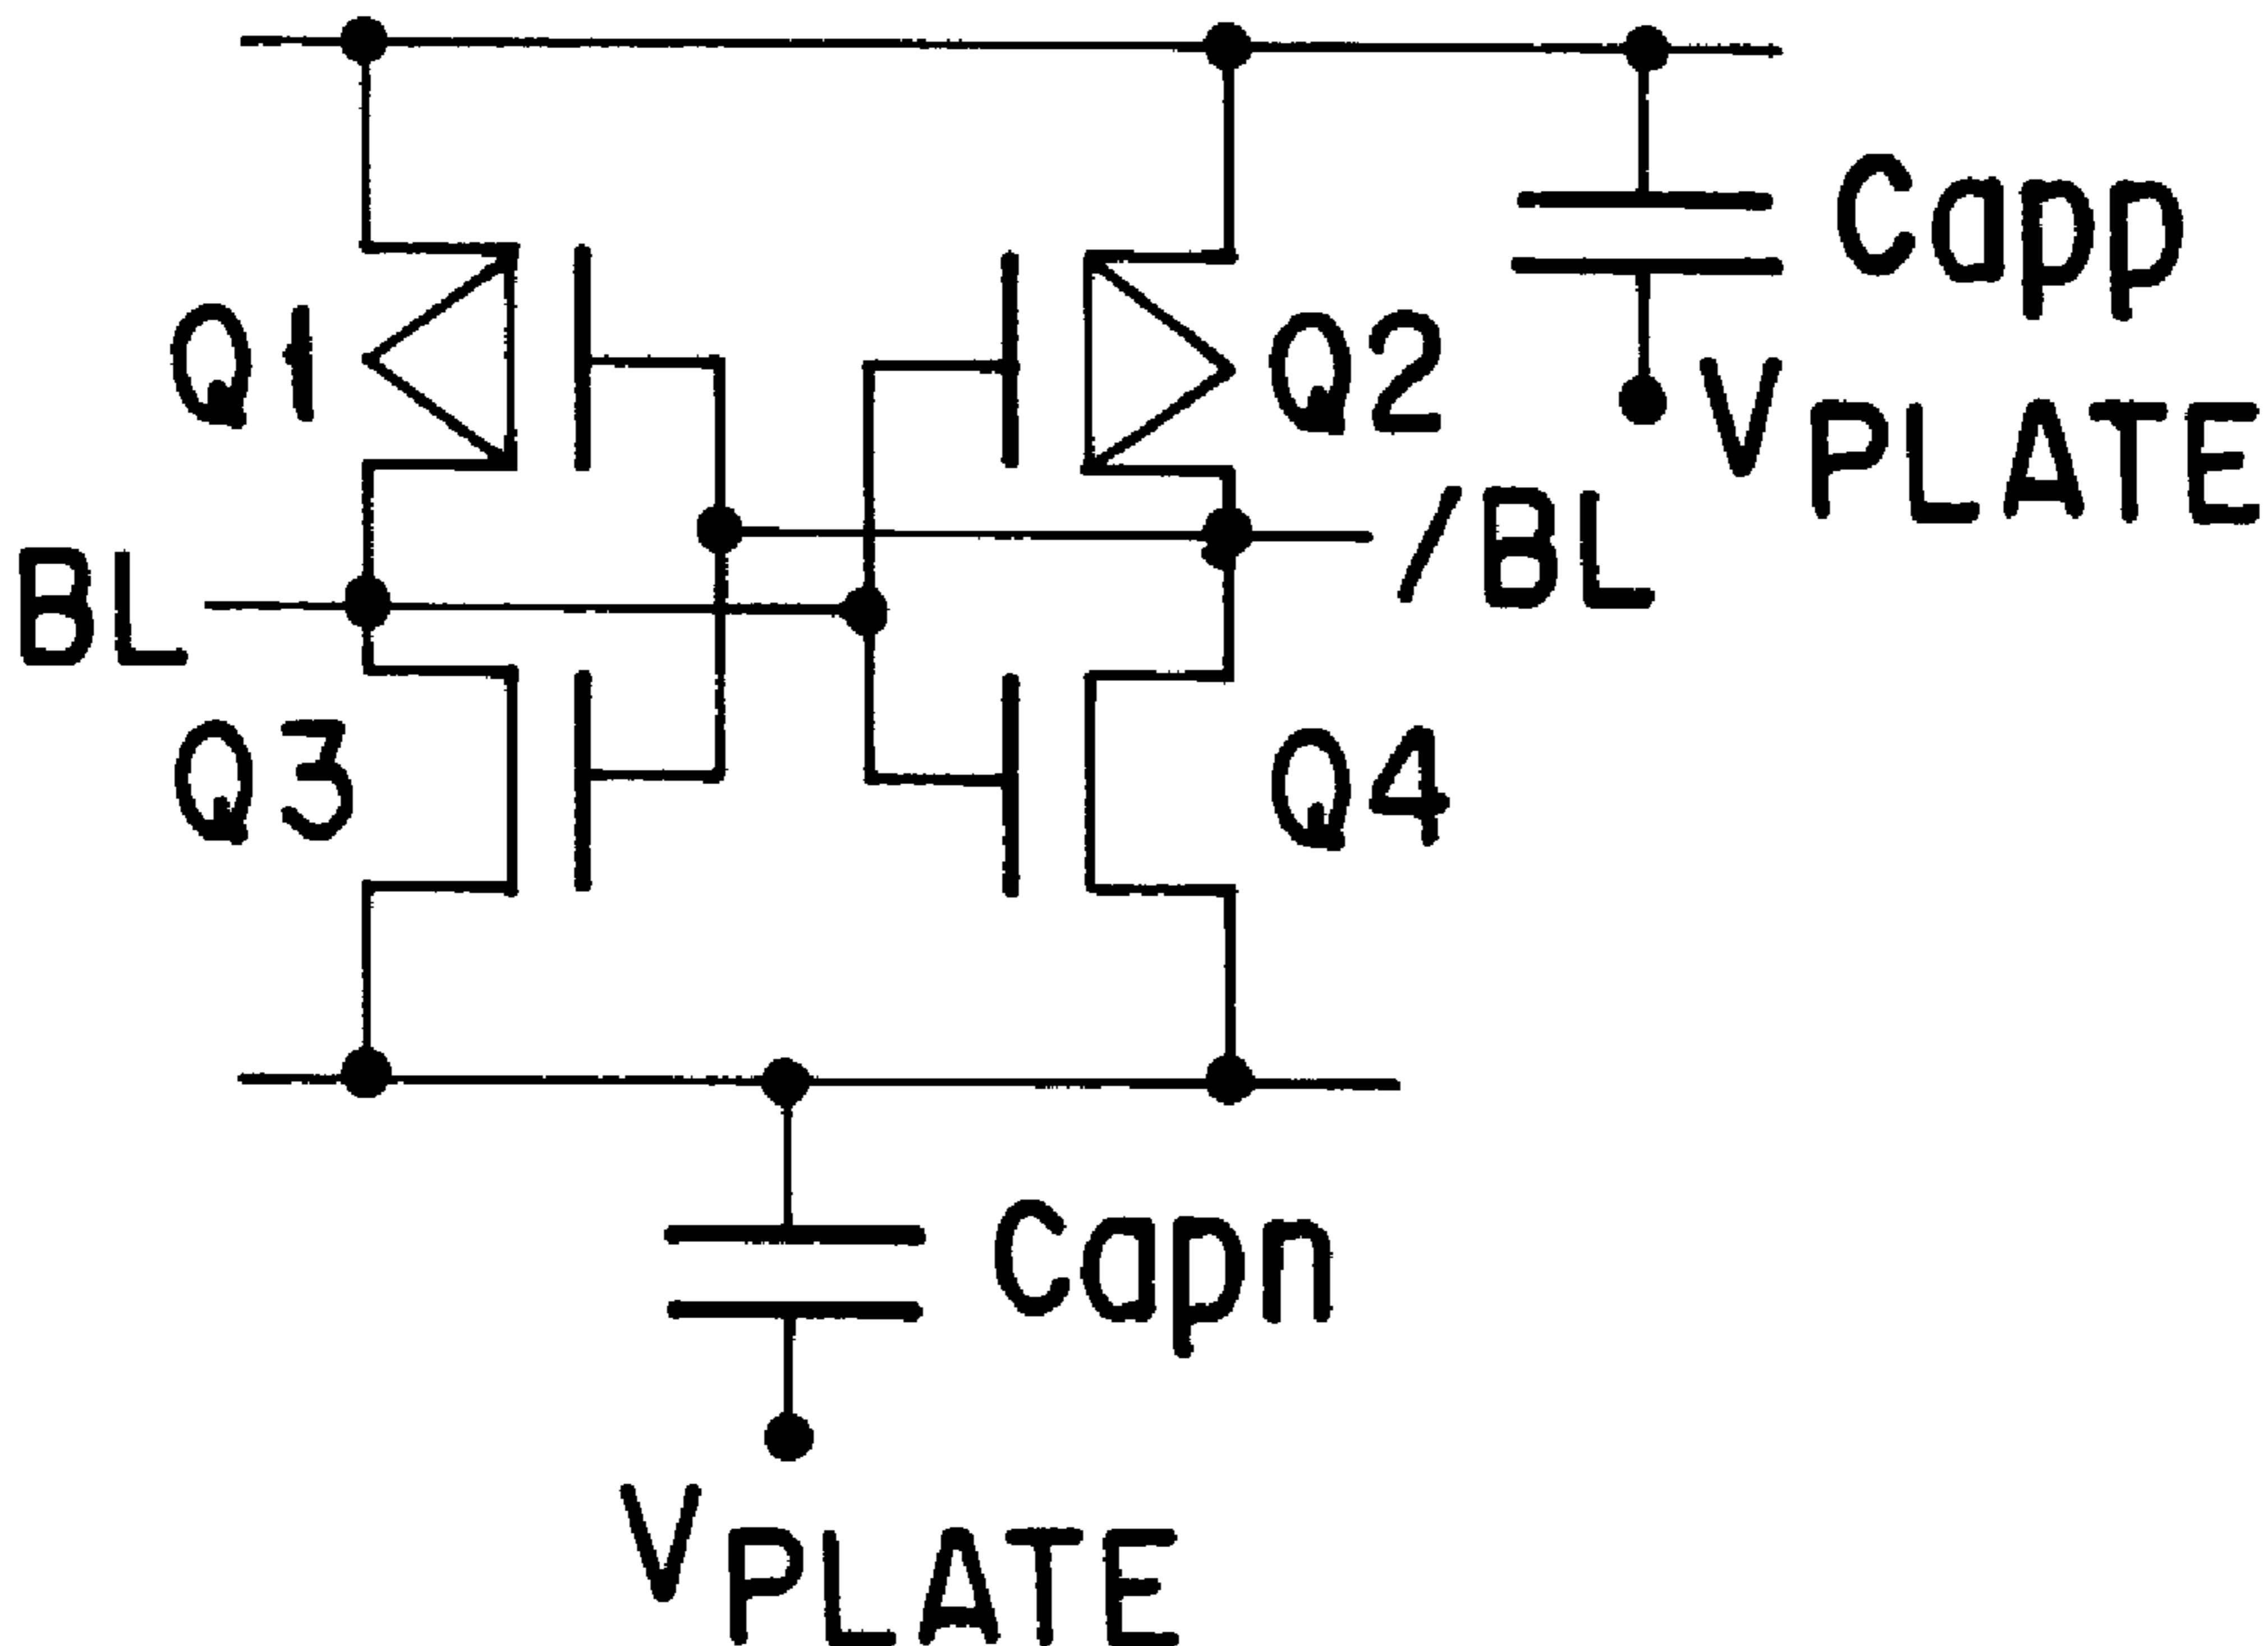 Capp
Q1
Q2
VPLATE
/BL
BL
Q3
Q4
Capn
VPLATE